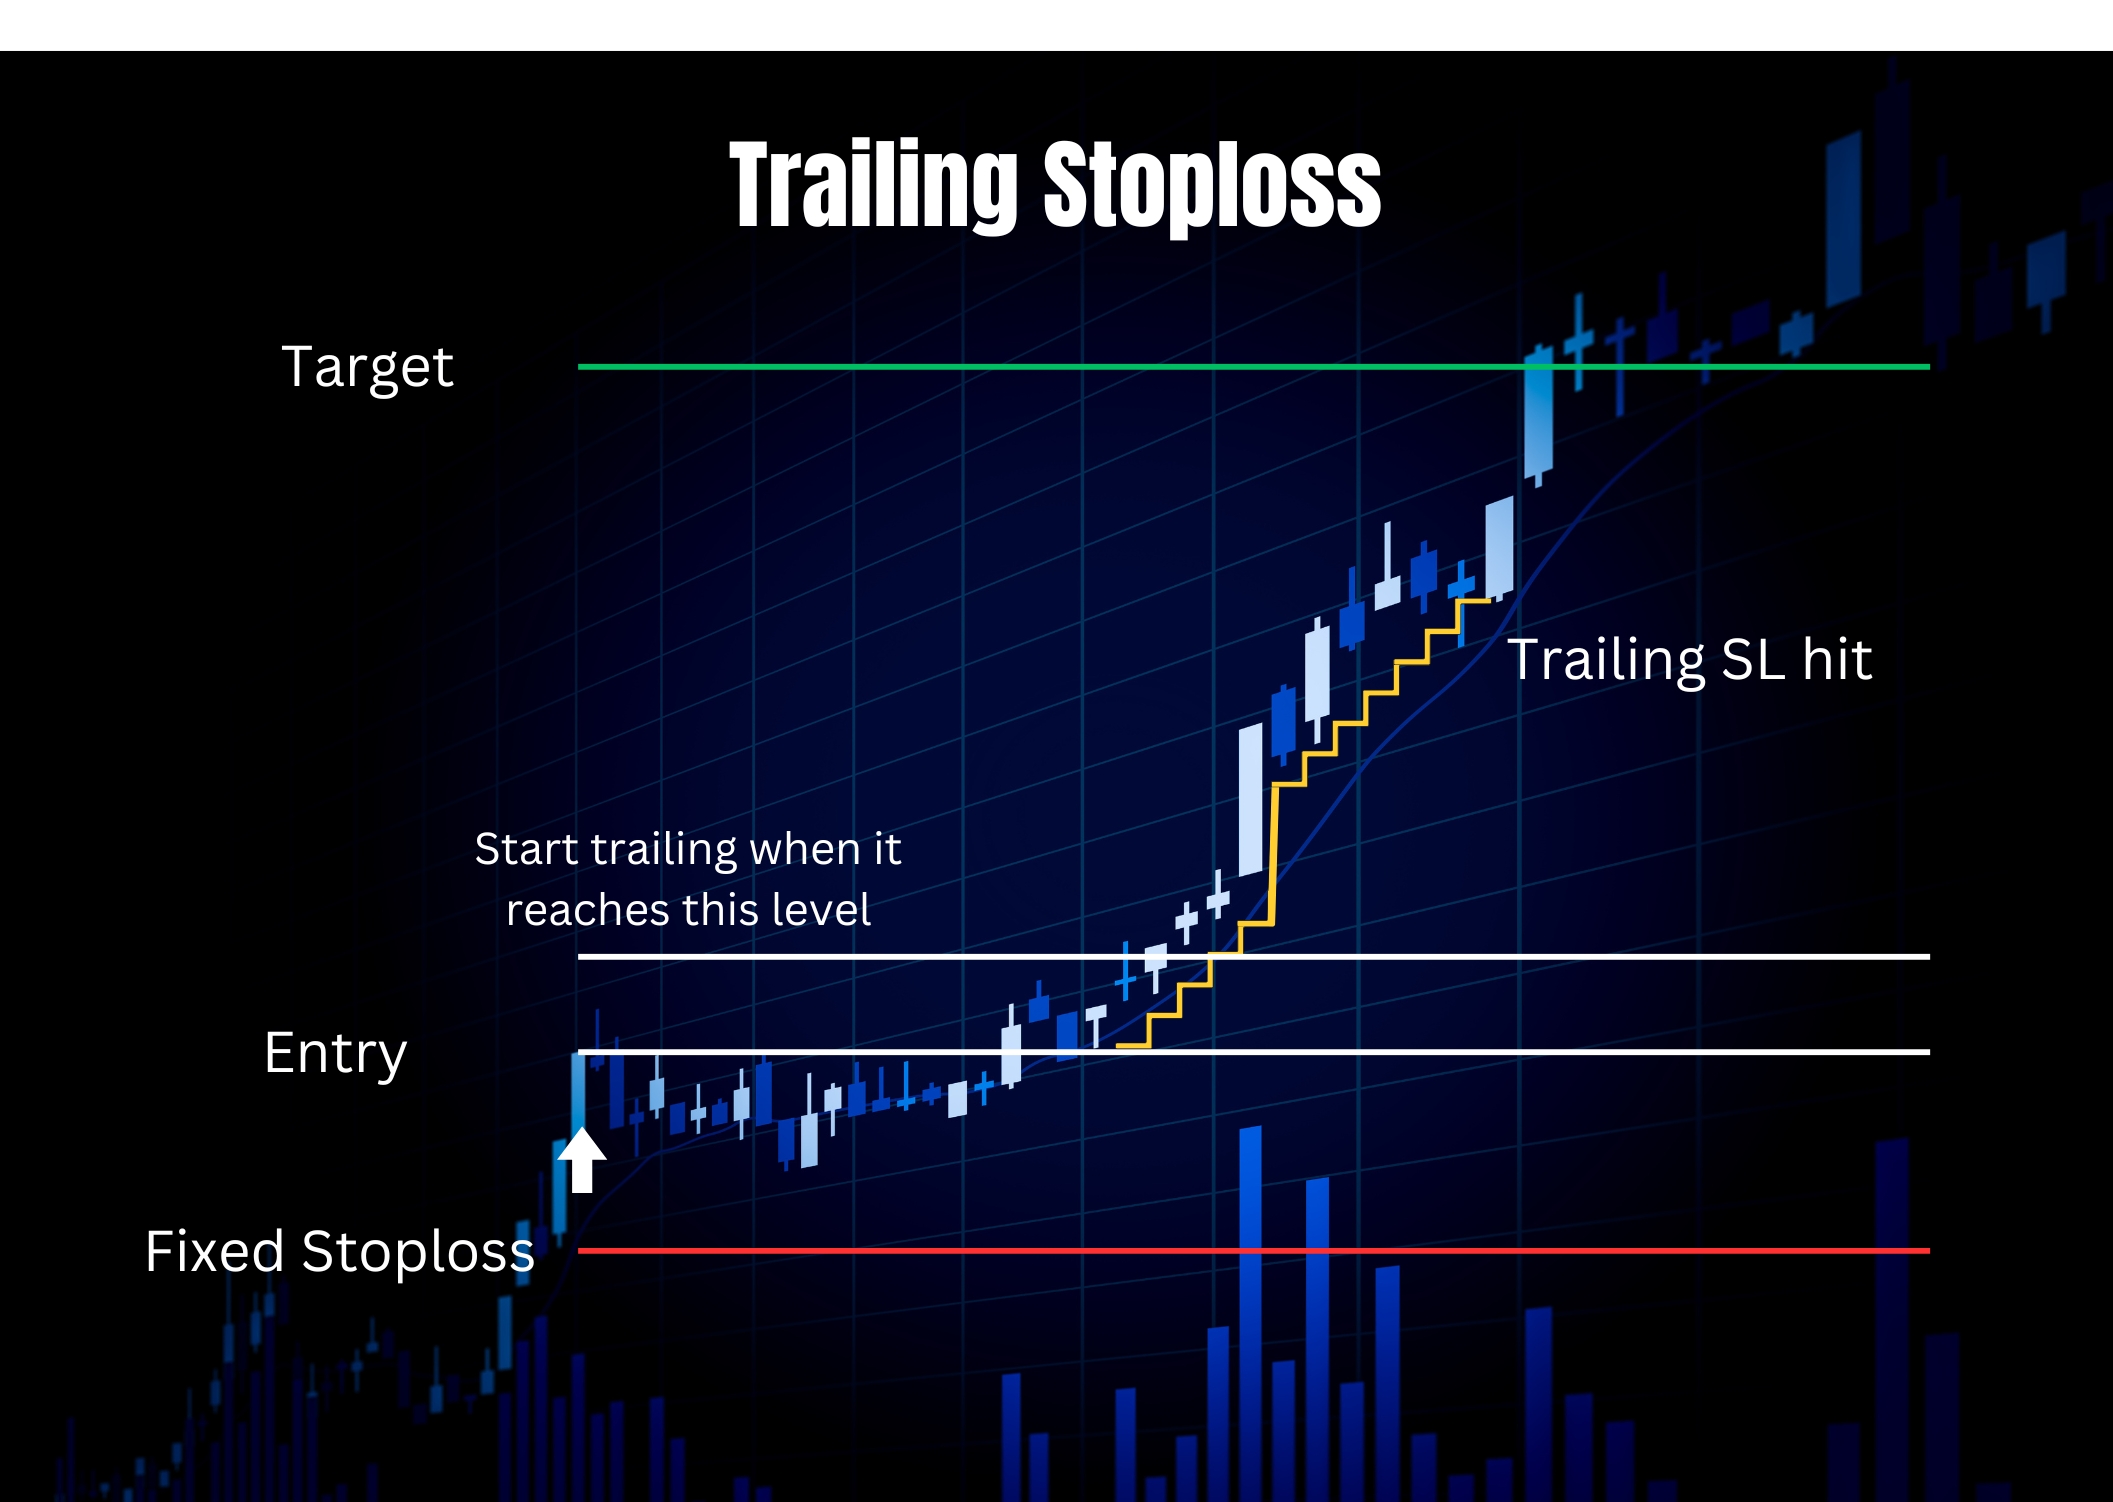 Trailing Stoploss
Target
Trailing SL hit
Start trailing when it
reaches this level
Entry
Fixed Stoploss